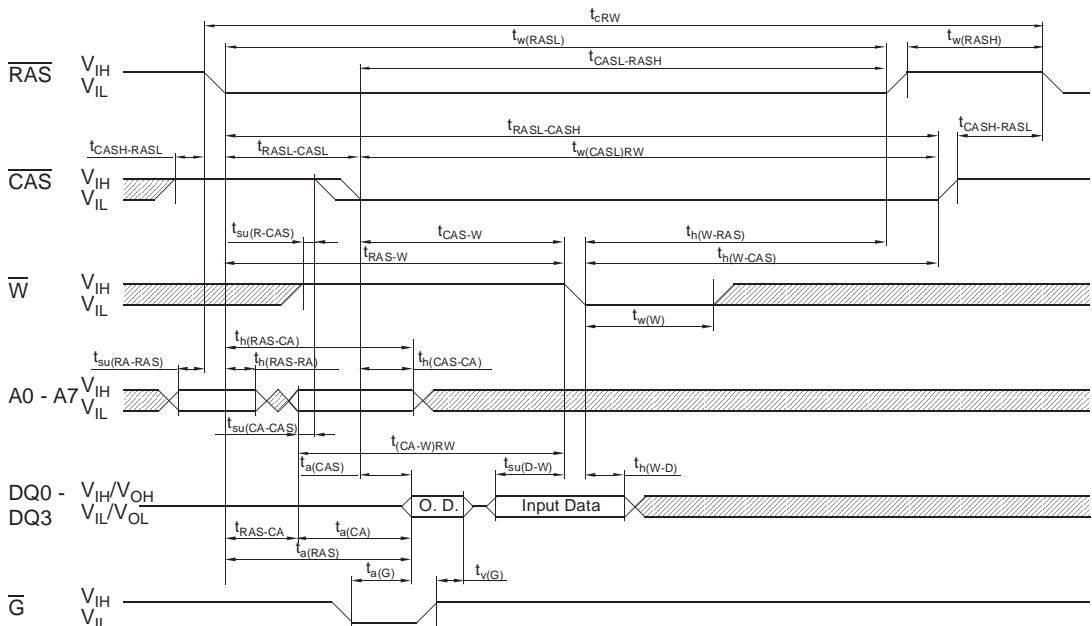 tcRW
tw(RASL)
tw(RASH)
tCASL-RASH
RAS VIH
VIL
tRASL-CASH
tCASH-RASL
tCASH-RASL
tRASL-CASL
tw(CASL)RW
CAS VIH
VIL
tsu(R-CAS)
tCAS-W
th(W-RAS)
tRAS-W
th(W-CAS)
W VIH
VIL
tw(W)
th(RAS-CA)
tsu(RA-RAS)
th(RAS-RA)
th(CAS-CA)
A0 - A7 VIH
VIL
tsu(CA-CAS)
t(CA-W)RW
ta(CAS)
tsu(D-W)
th(W-D)
DQ0 - DQ3
VIH/VOH
VIL/VOL
O. D.
Input Data
tRAS-CA
ta(CA)
ta(RAS)
ta(G)
tv(G)
G VIH
VIL